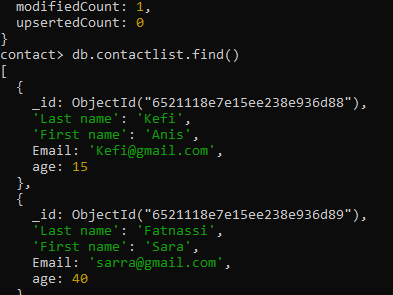 modifiedCount: 1,
upsertedCount: 0
}
contact> db.contactlist.find()
[
{
_id: ObjectId("6521118e7e15ee238e936d88"),
'Last name': 'Kefi',
'First name': 'Anis',
Email: 'Kefi@gmail.com',
age: 15
},
{
_id: ObjectId("6521118e7e15ee238e936d89"),
'Last name': 'Fatnassi',
'First name': 'Sara',
Email: 'sarra@gmail.com',
age: 40
}